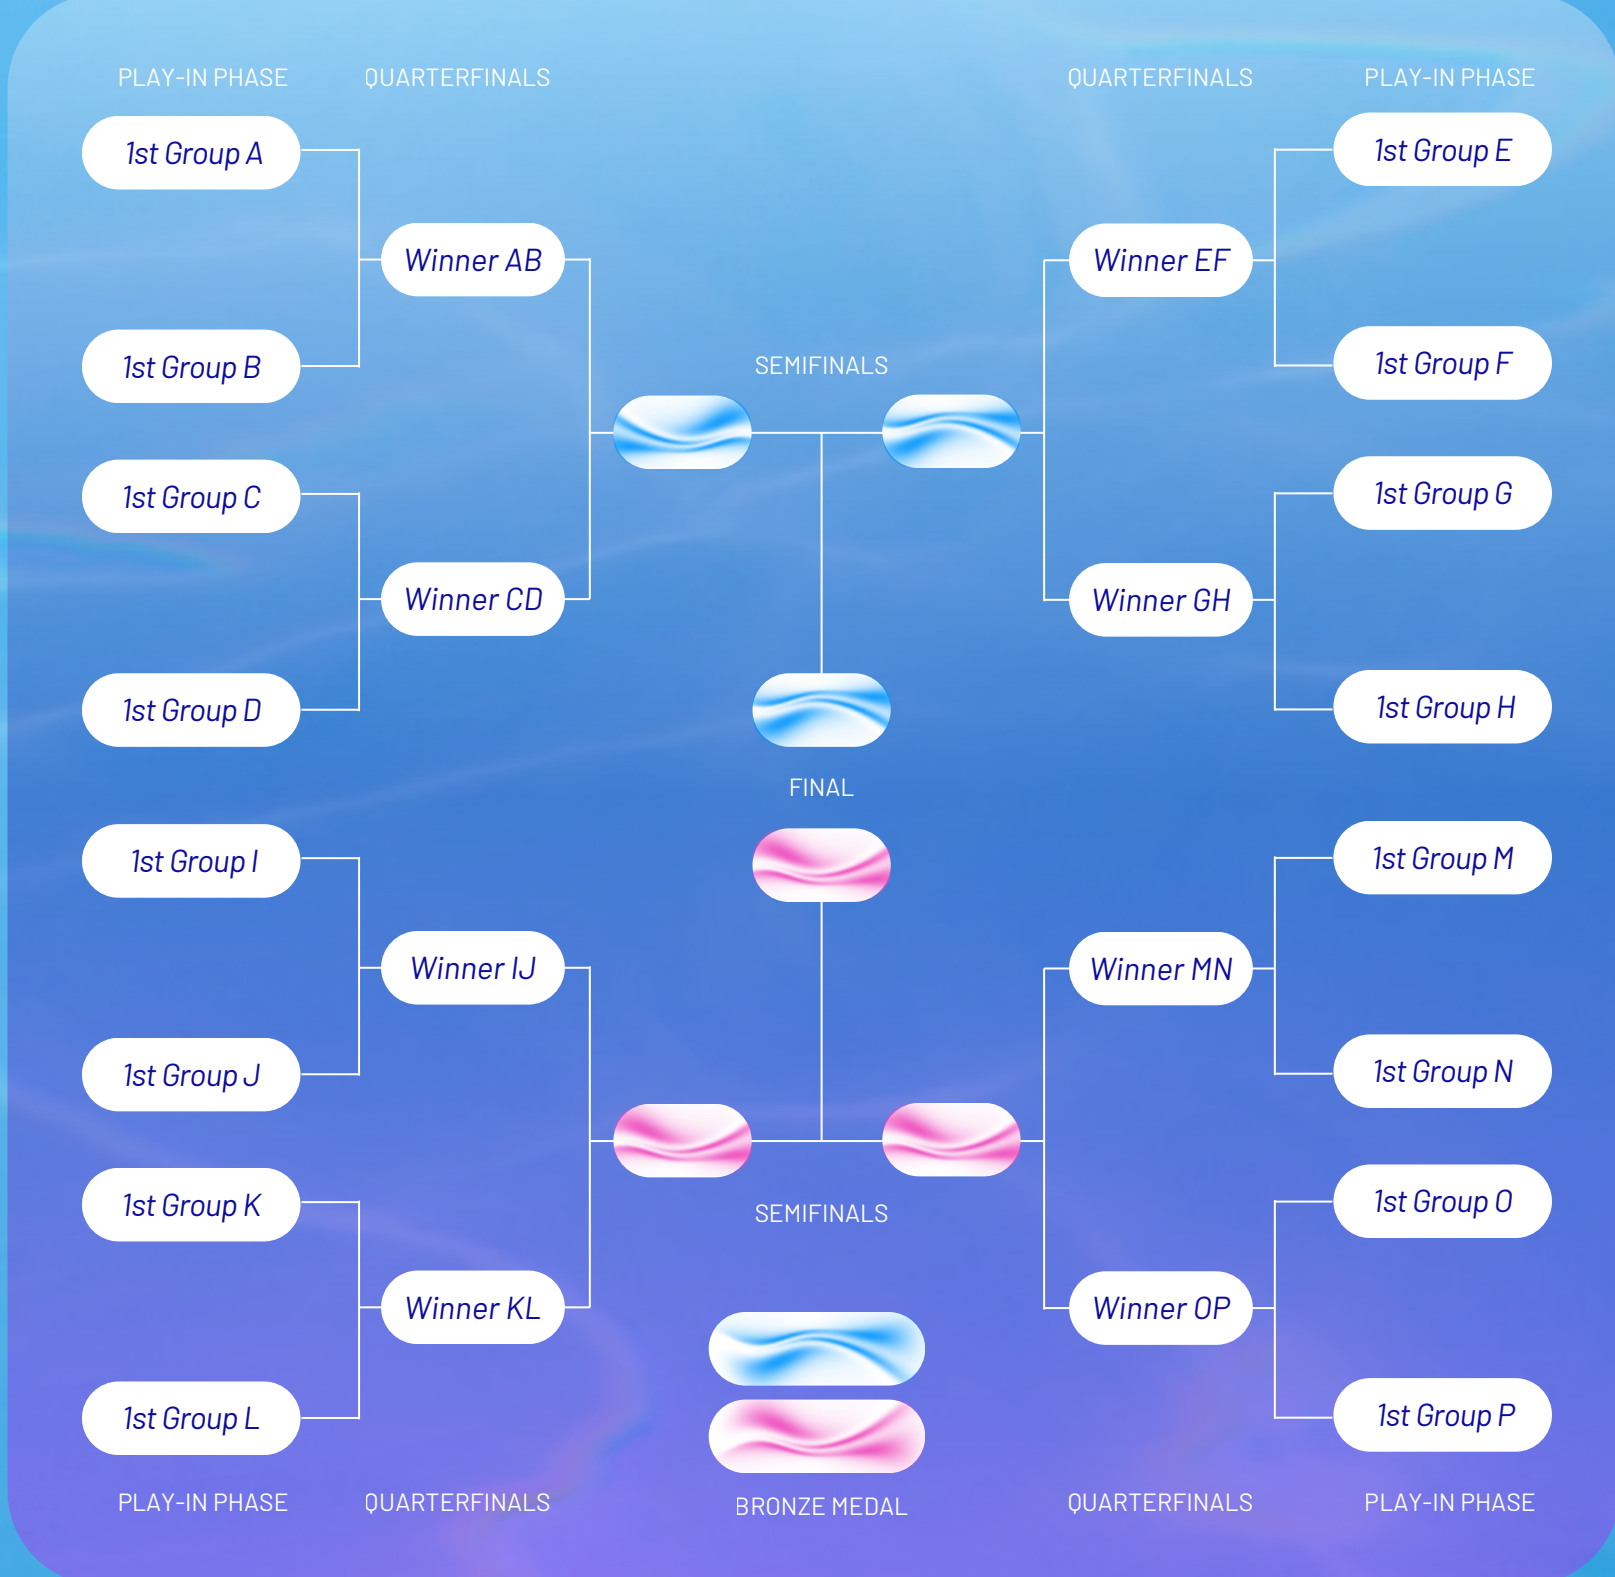 PLAY-IN PHASE
QUARTERFINALS
QUARTERFINALS
PLAY-IN PHASE
1st Group A
1st Group E
Winner AB
Winner EF
1st Group B
1st Group F
SEMIFINALS
1st Group C
1st Group G
Winner CD
Winner GH
1st Group D
1st Group H
FINAL
1st Group I
1st Group M
Winner IJ
Winner MN
1st Group J
1st Group N
1st Group K
1st Group O
SEMIFINALS
Winner KL
Winner OP
1st Group L
1st Group P
PLAY-IN PHASE
QUARTERFINALS
BRONZE MEDAL
QUARTERFINALS
PLAY-IN PHASE